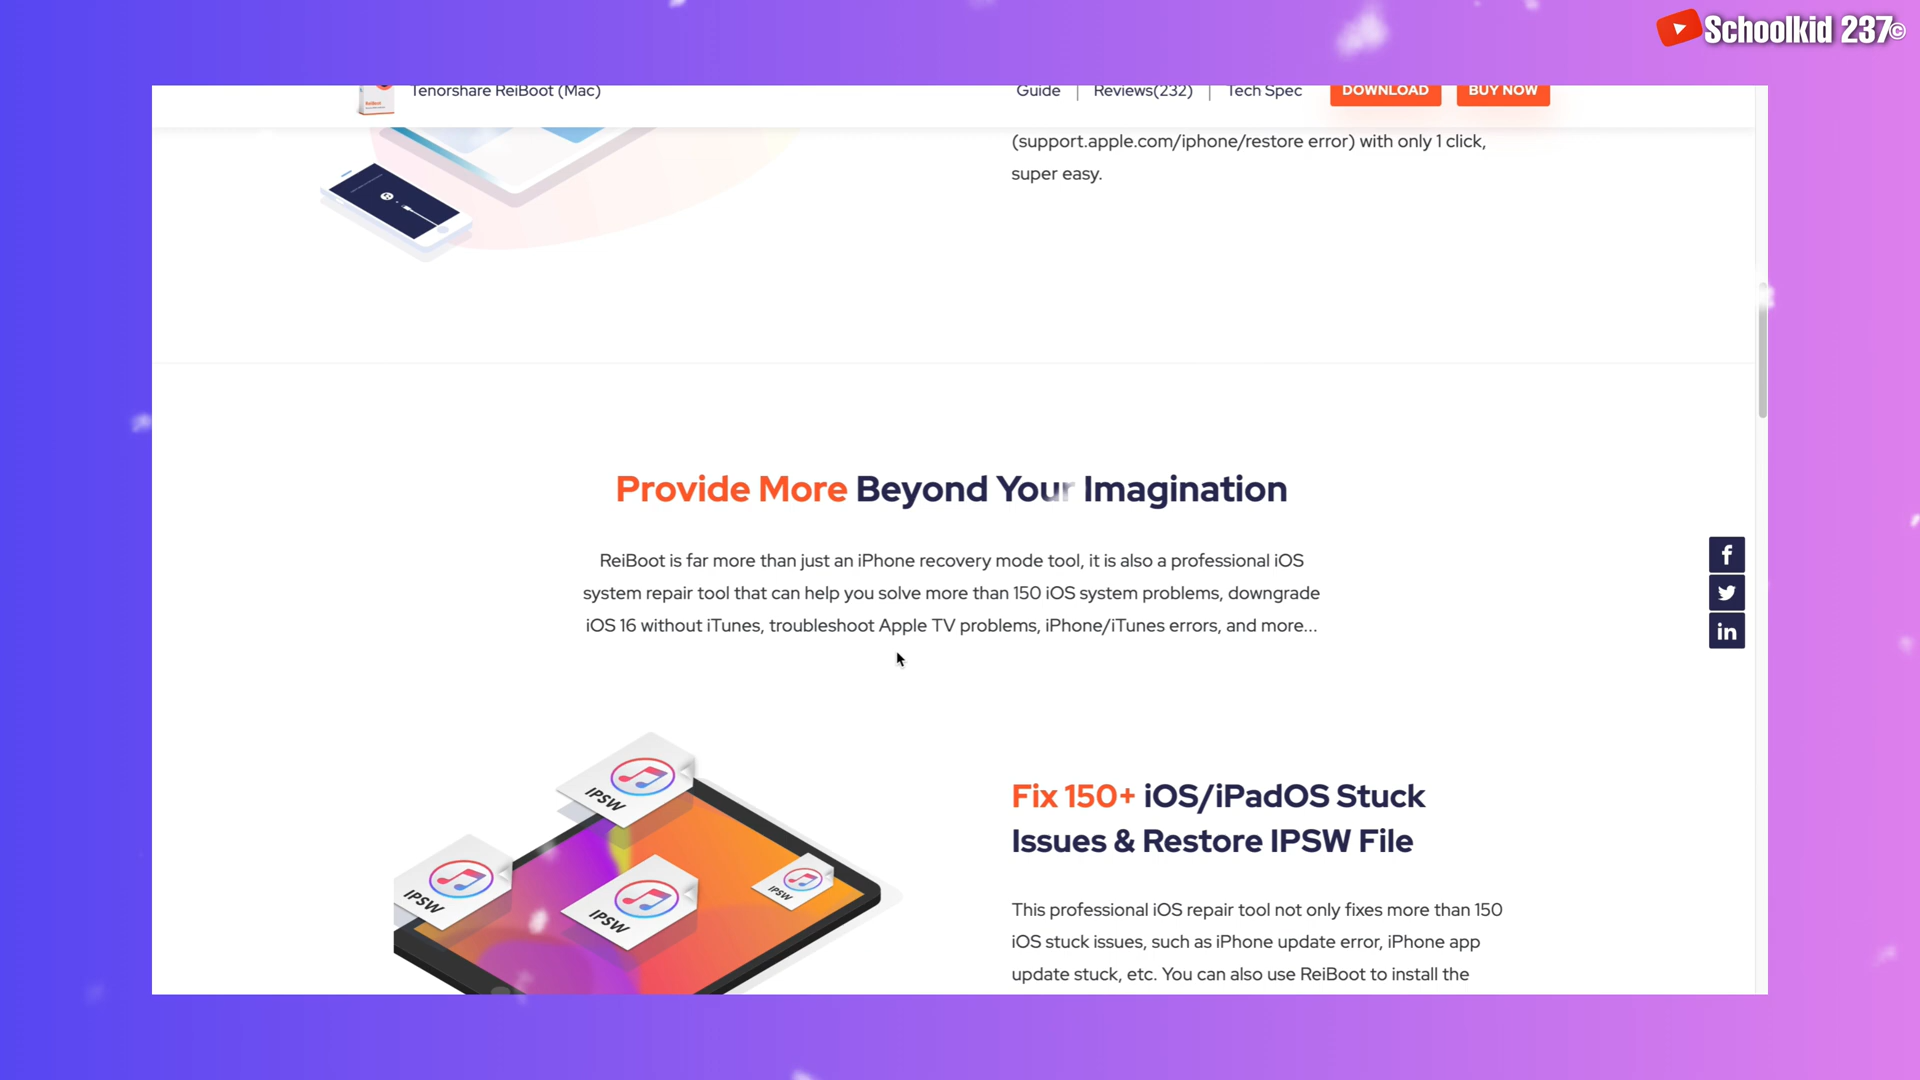 Schoolkid 237©
Tenorshare ReiBoot (Mac)
Guide | Reviews(232) | Tech Spec DOWNLOAD BUY NOW
ReiBoot
(support.apple.com/iphone/restore error) with only 1 click,
super easy.
Provide More Beyond Your Imagination
ReiBoot is far more than just an iPhone recovery mode tool, it is also a professional iOS
system repair tool that can help you solve more than 150 iOS system problems, downgrade
iOS 16 without iTunes, troubleshoot Apple TV problems, iPhone/iTunes errors, and more...
f
in
IPSW
IPSW
IPSW
IPSW
Fix 150+ iOS/iPadOS Stuck
Issues & Restore IPSW File
This professional iOS repair tool not only fixes more than 150
iOS stuck issues, such as iPhone update error, iPhone app
update stuck, etc. You can also use ReiBoot to install the